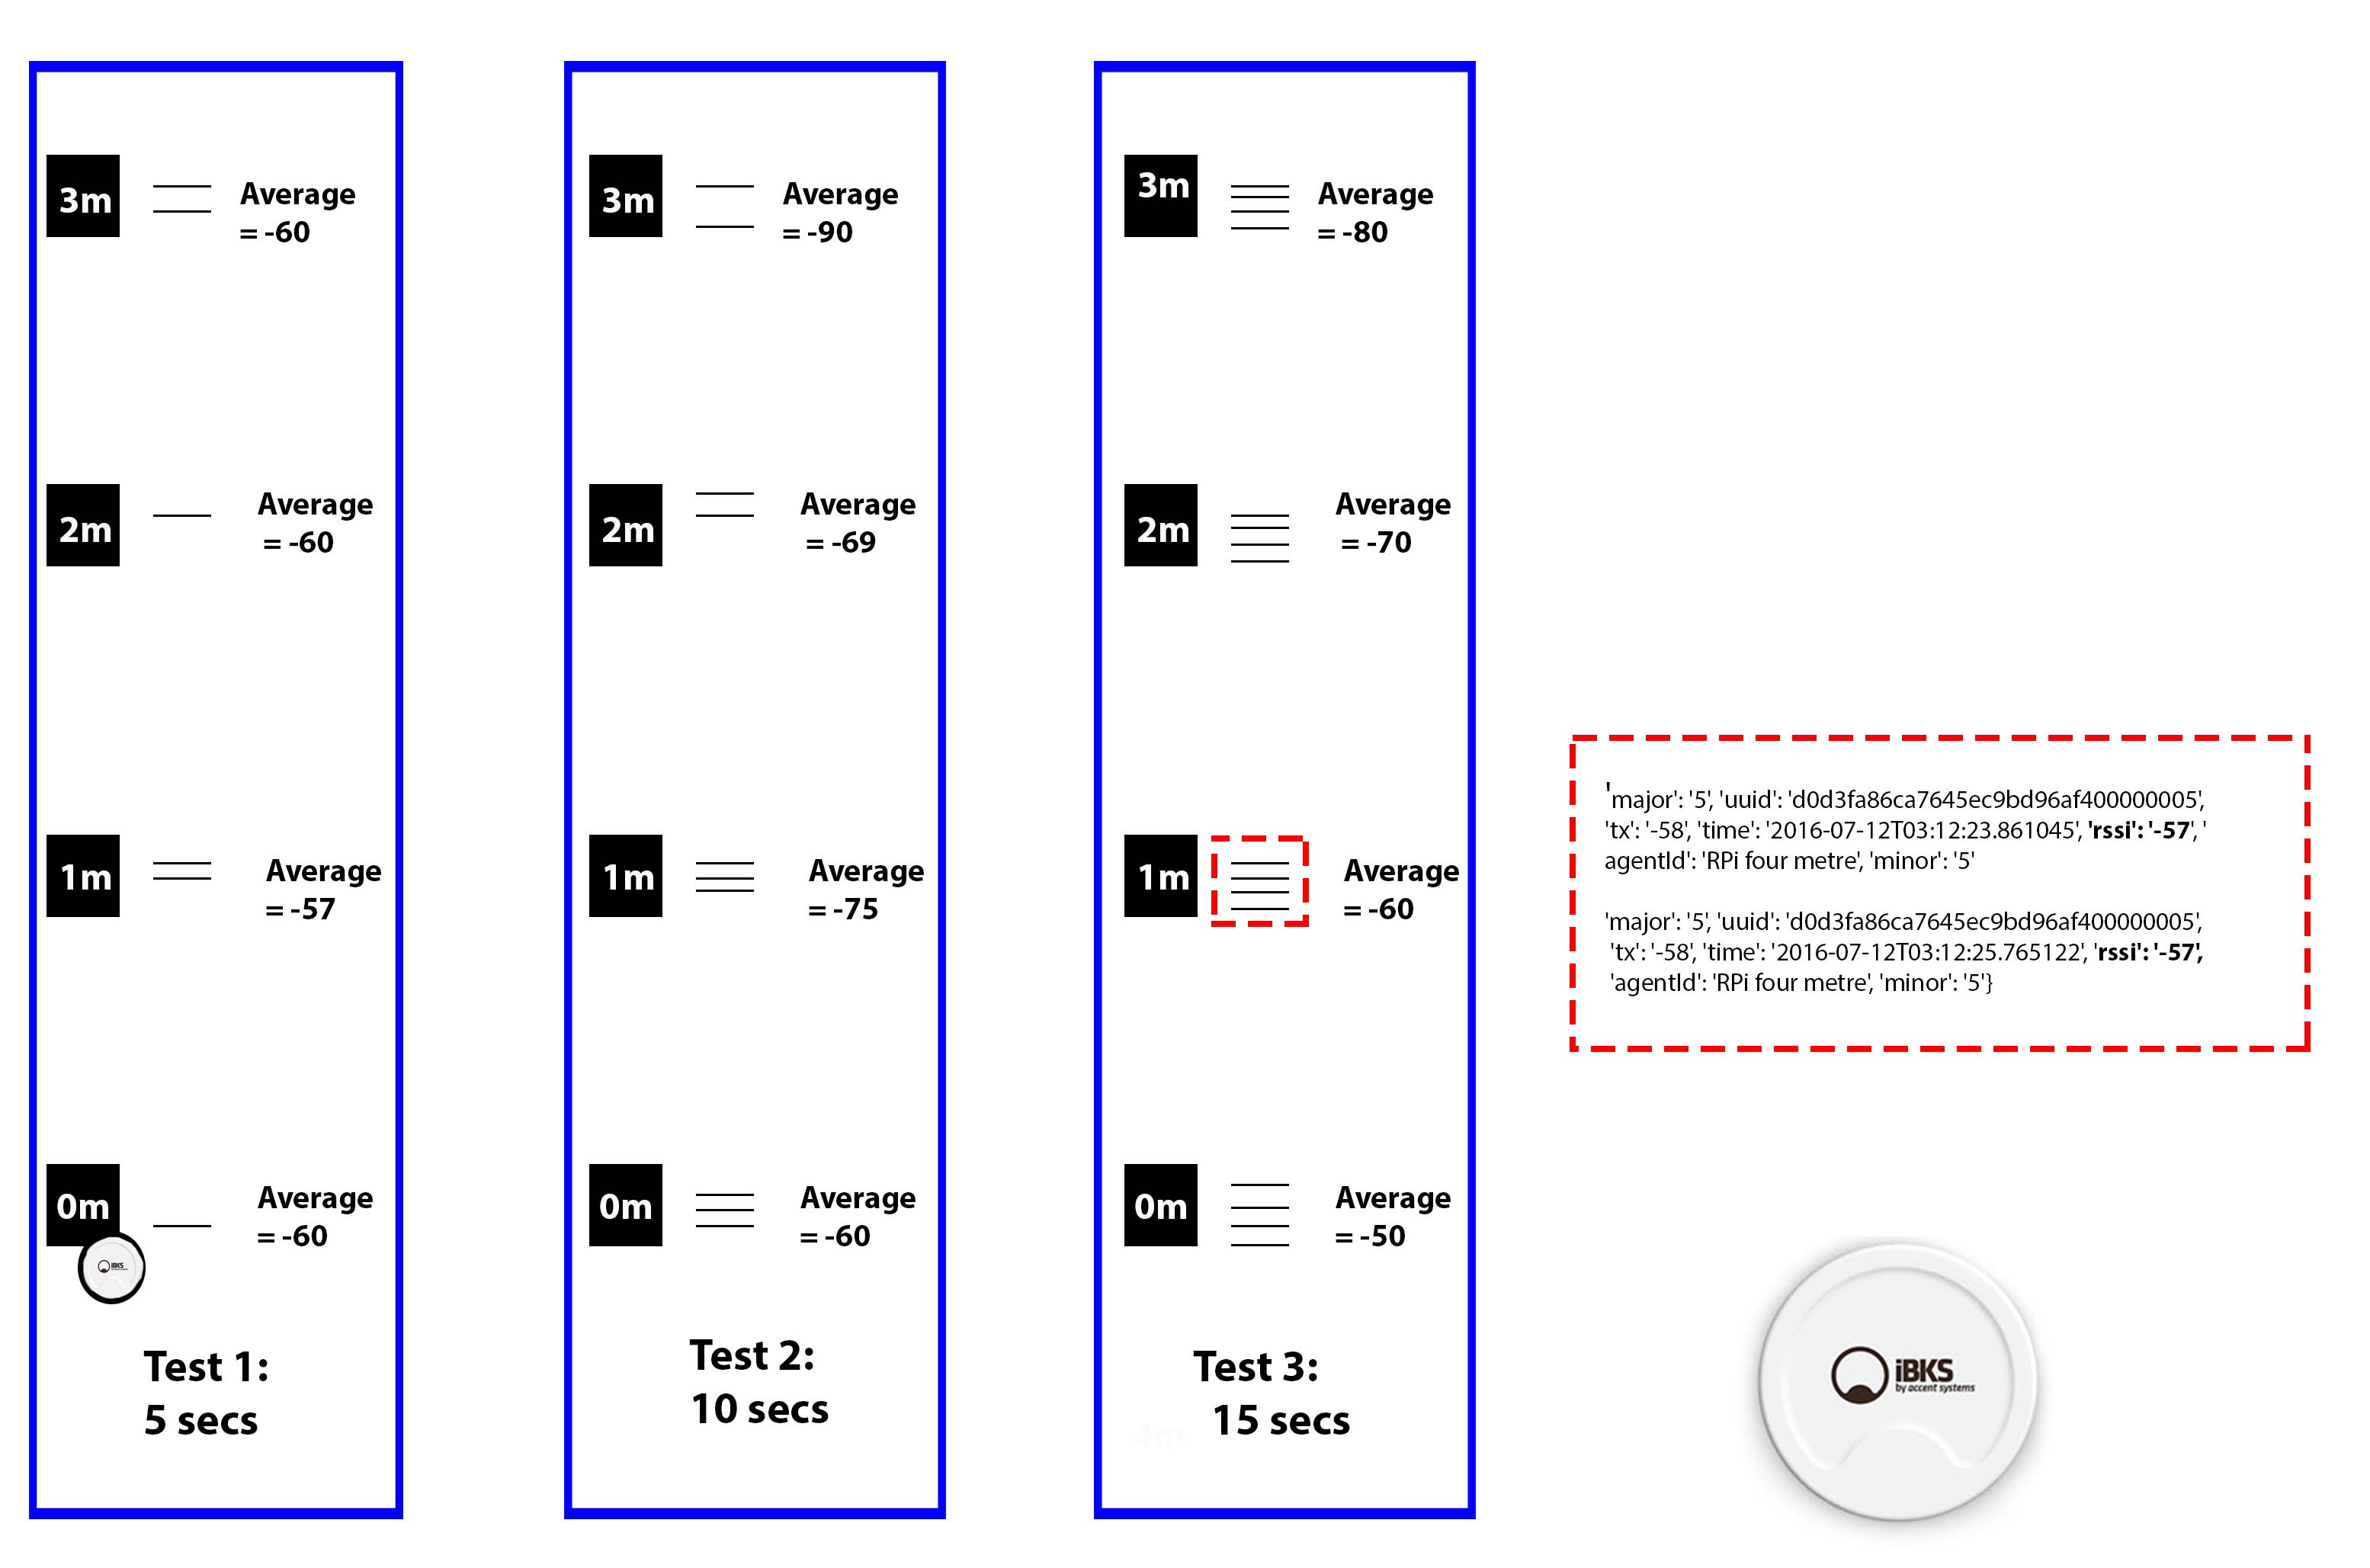 3m
Average
= -60
2m
Average
= -60
1m
Average
= -57
0m
Average
= -60
iBKS
Test 1:
5 secs
3m
Average
= -90
2m
Average
= -69
1m
Average
= -75
0m
Average
= -60
Test 2:
10 secs
3m
Average
= -80
2m
Average
= -70
1m
Average
= -60
0m
Average
= -50
Test 3:
15 secs
4m
'major': '5', 'uuid': 'd0d3fa86ca7645ec9bd96af400000005',
'tx': '-58', 'time': '2016-07-12T03:12:23.861045', 'rssi': '-57', '
agentId': 'RPi four metre', 'minor': '5'
'major': '5', 'uuid': 'd0d3fa86ca7645ec9bd96af400000005',
'tx': '-58', 'time': '2016-07-12T03:12:25.765122', 'rssi': '-57',
'agentId': 'RPi four metre', 'minor': '5'}
iBKS
by accent systems